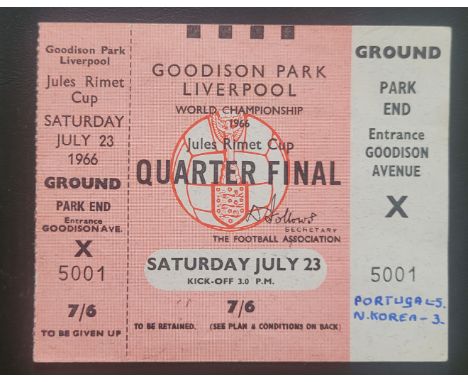 Goodison Park
Liverpool
Jules Rimet
Cup
SATURDAY
JULY 23
1966
GROUND
PARK END
Entrance
GOODISON AVE.
X
5001
7/6
TO BE GIVEN UP
GOODISON PARK
LIVERPOOL
WORLD CHAMPIONSHIP
1966
Jules Rimet Cup
QUARTER FINAL
D Follows
SECRETARY
THE FOOTBALL ASSOCIATION
SATURDAY JULY 23
KICK-OFF 3.0 P.M.
7/6
TO BE RETAINED. (SEE PLAN & CONDITIONS ON BACK)
GROUND
PARK
END
Entrance
GOODISON
AVENUE
X
5001
PORTUGAL-5.
N.KOREA-3.